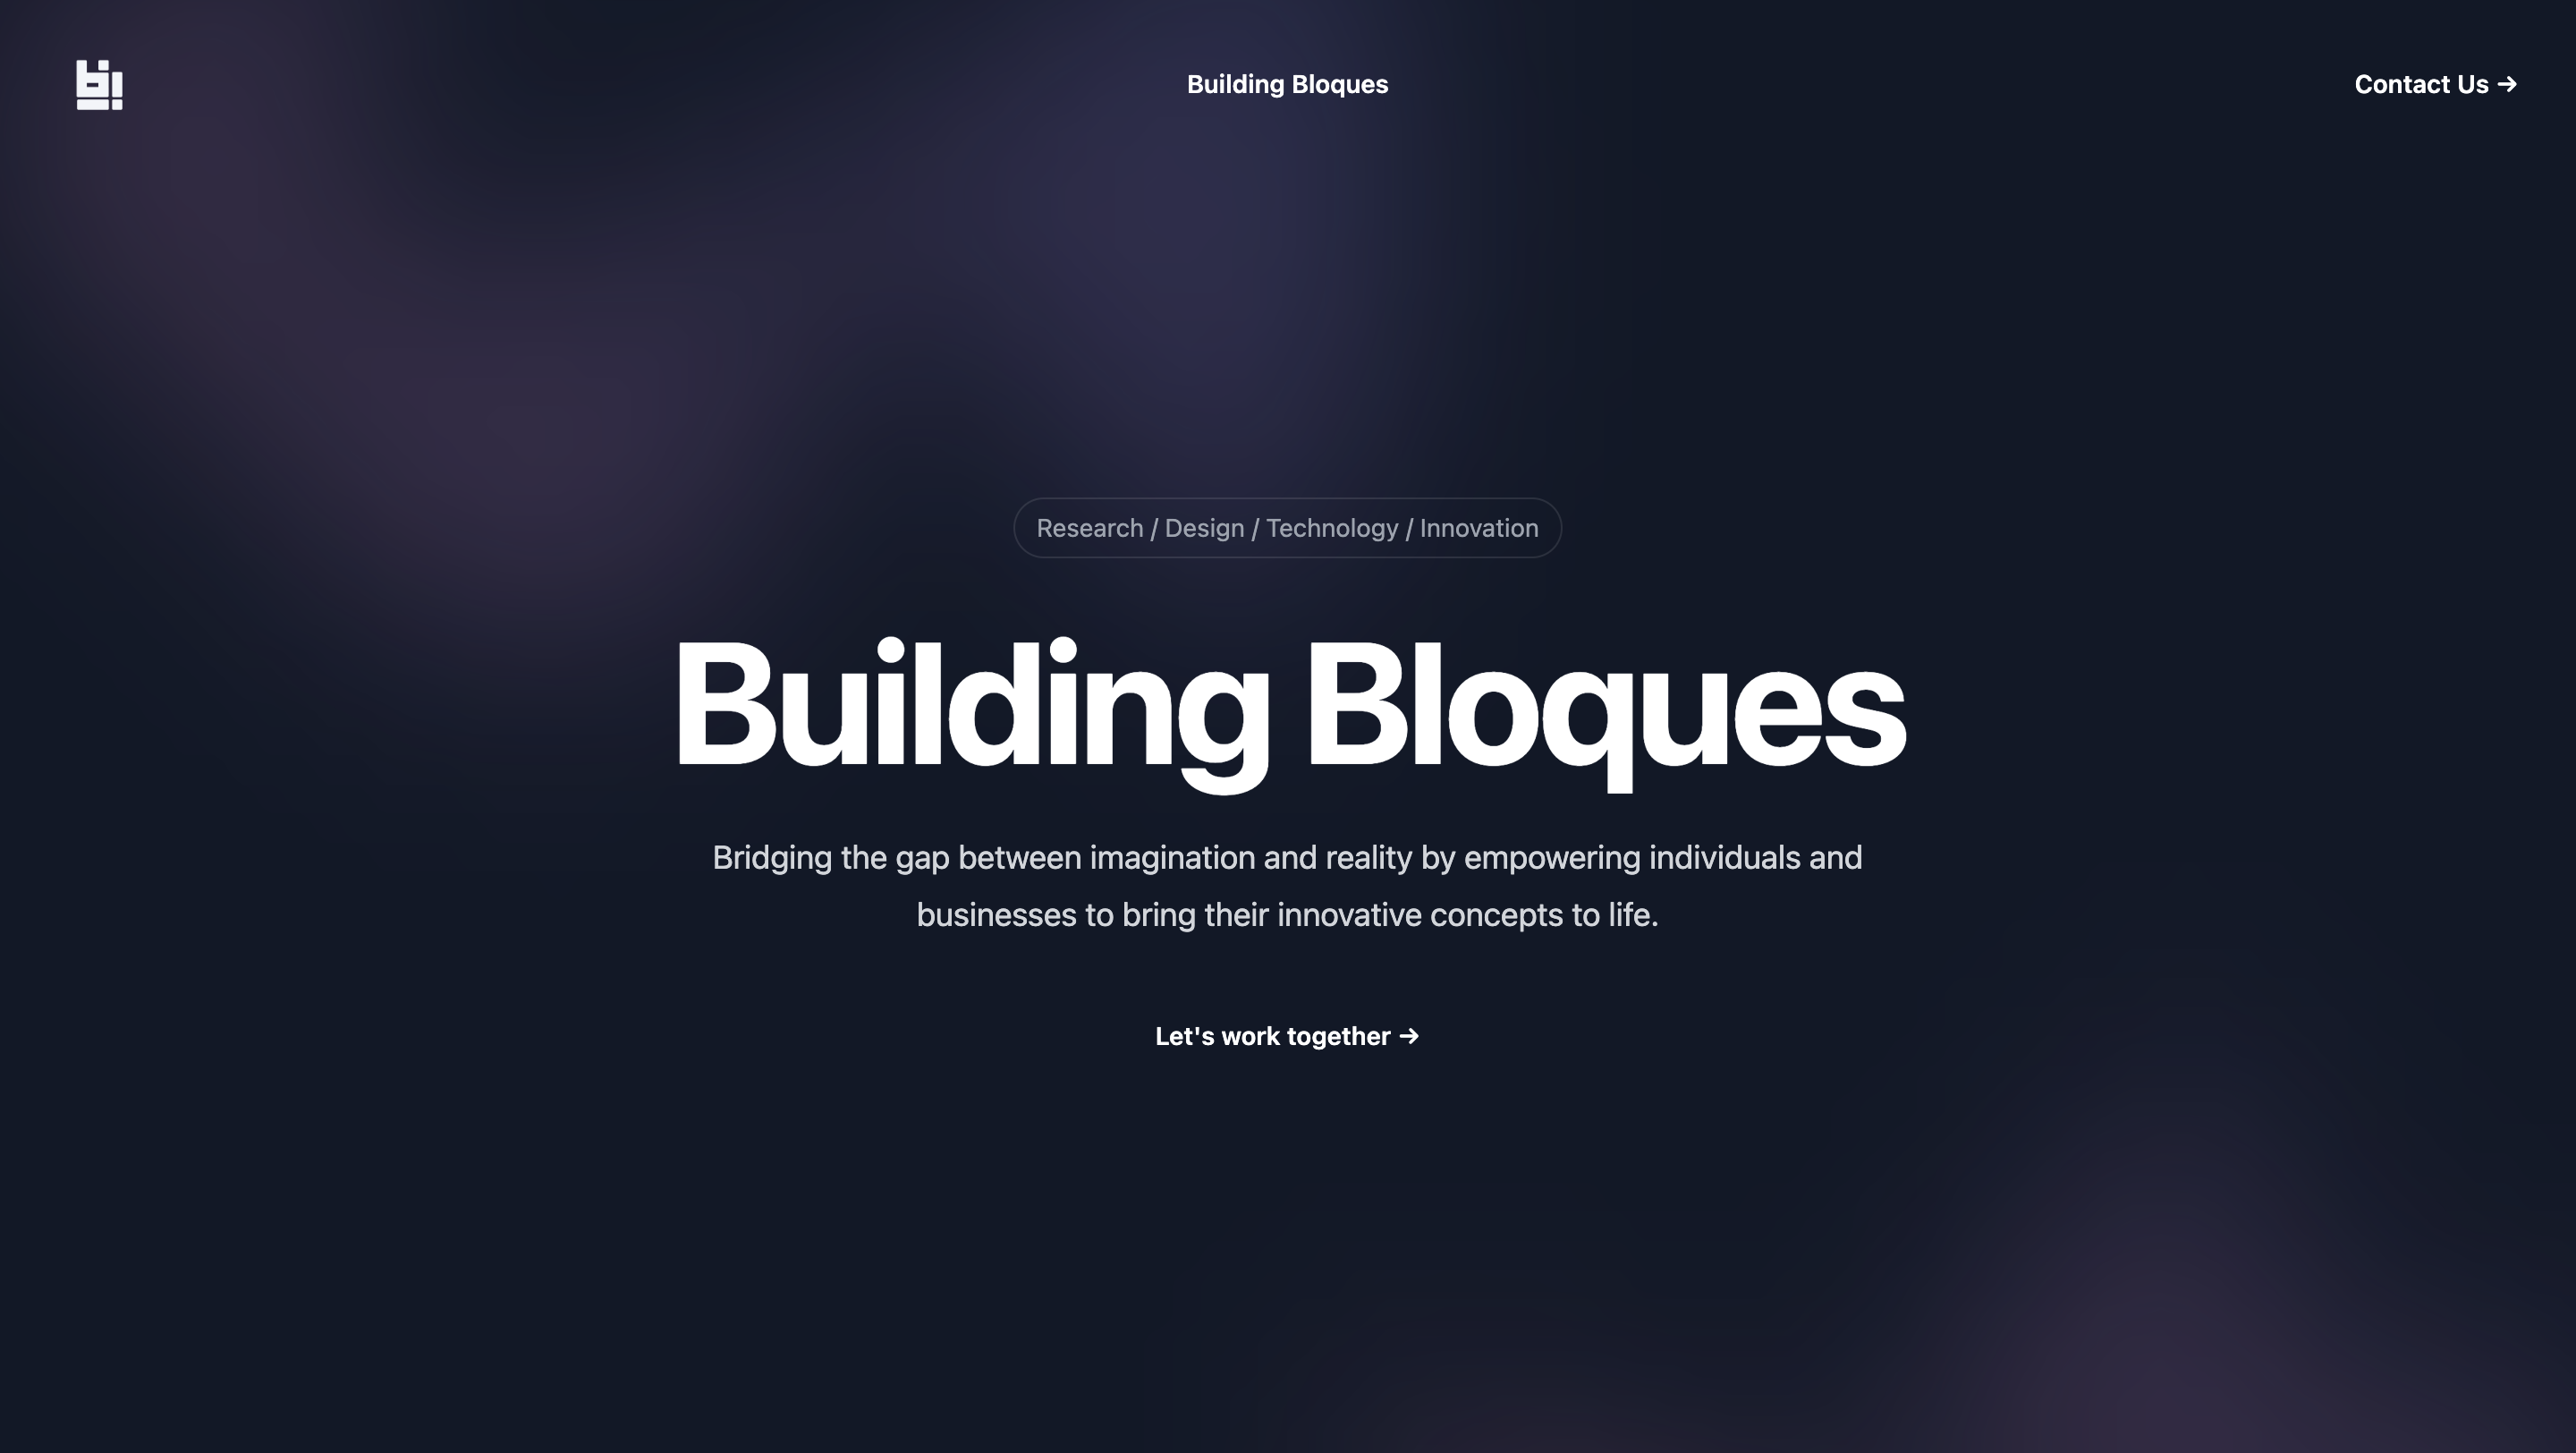 Building Bloques
Contact Us →
Research / Design / Technology / Innovation
Building Bloques
Bridging the gap between imagination and reality by empowering individuals and
businesses to bring their innovative concepts to life.
Let's work together →